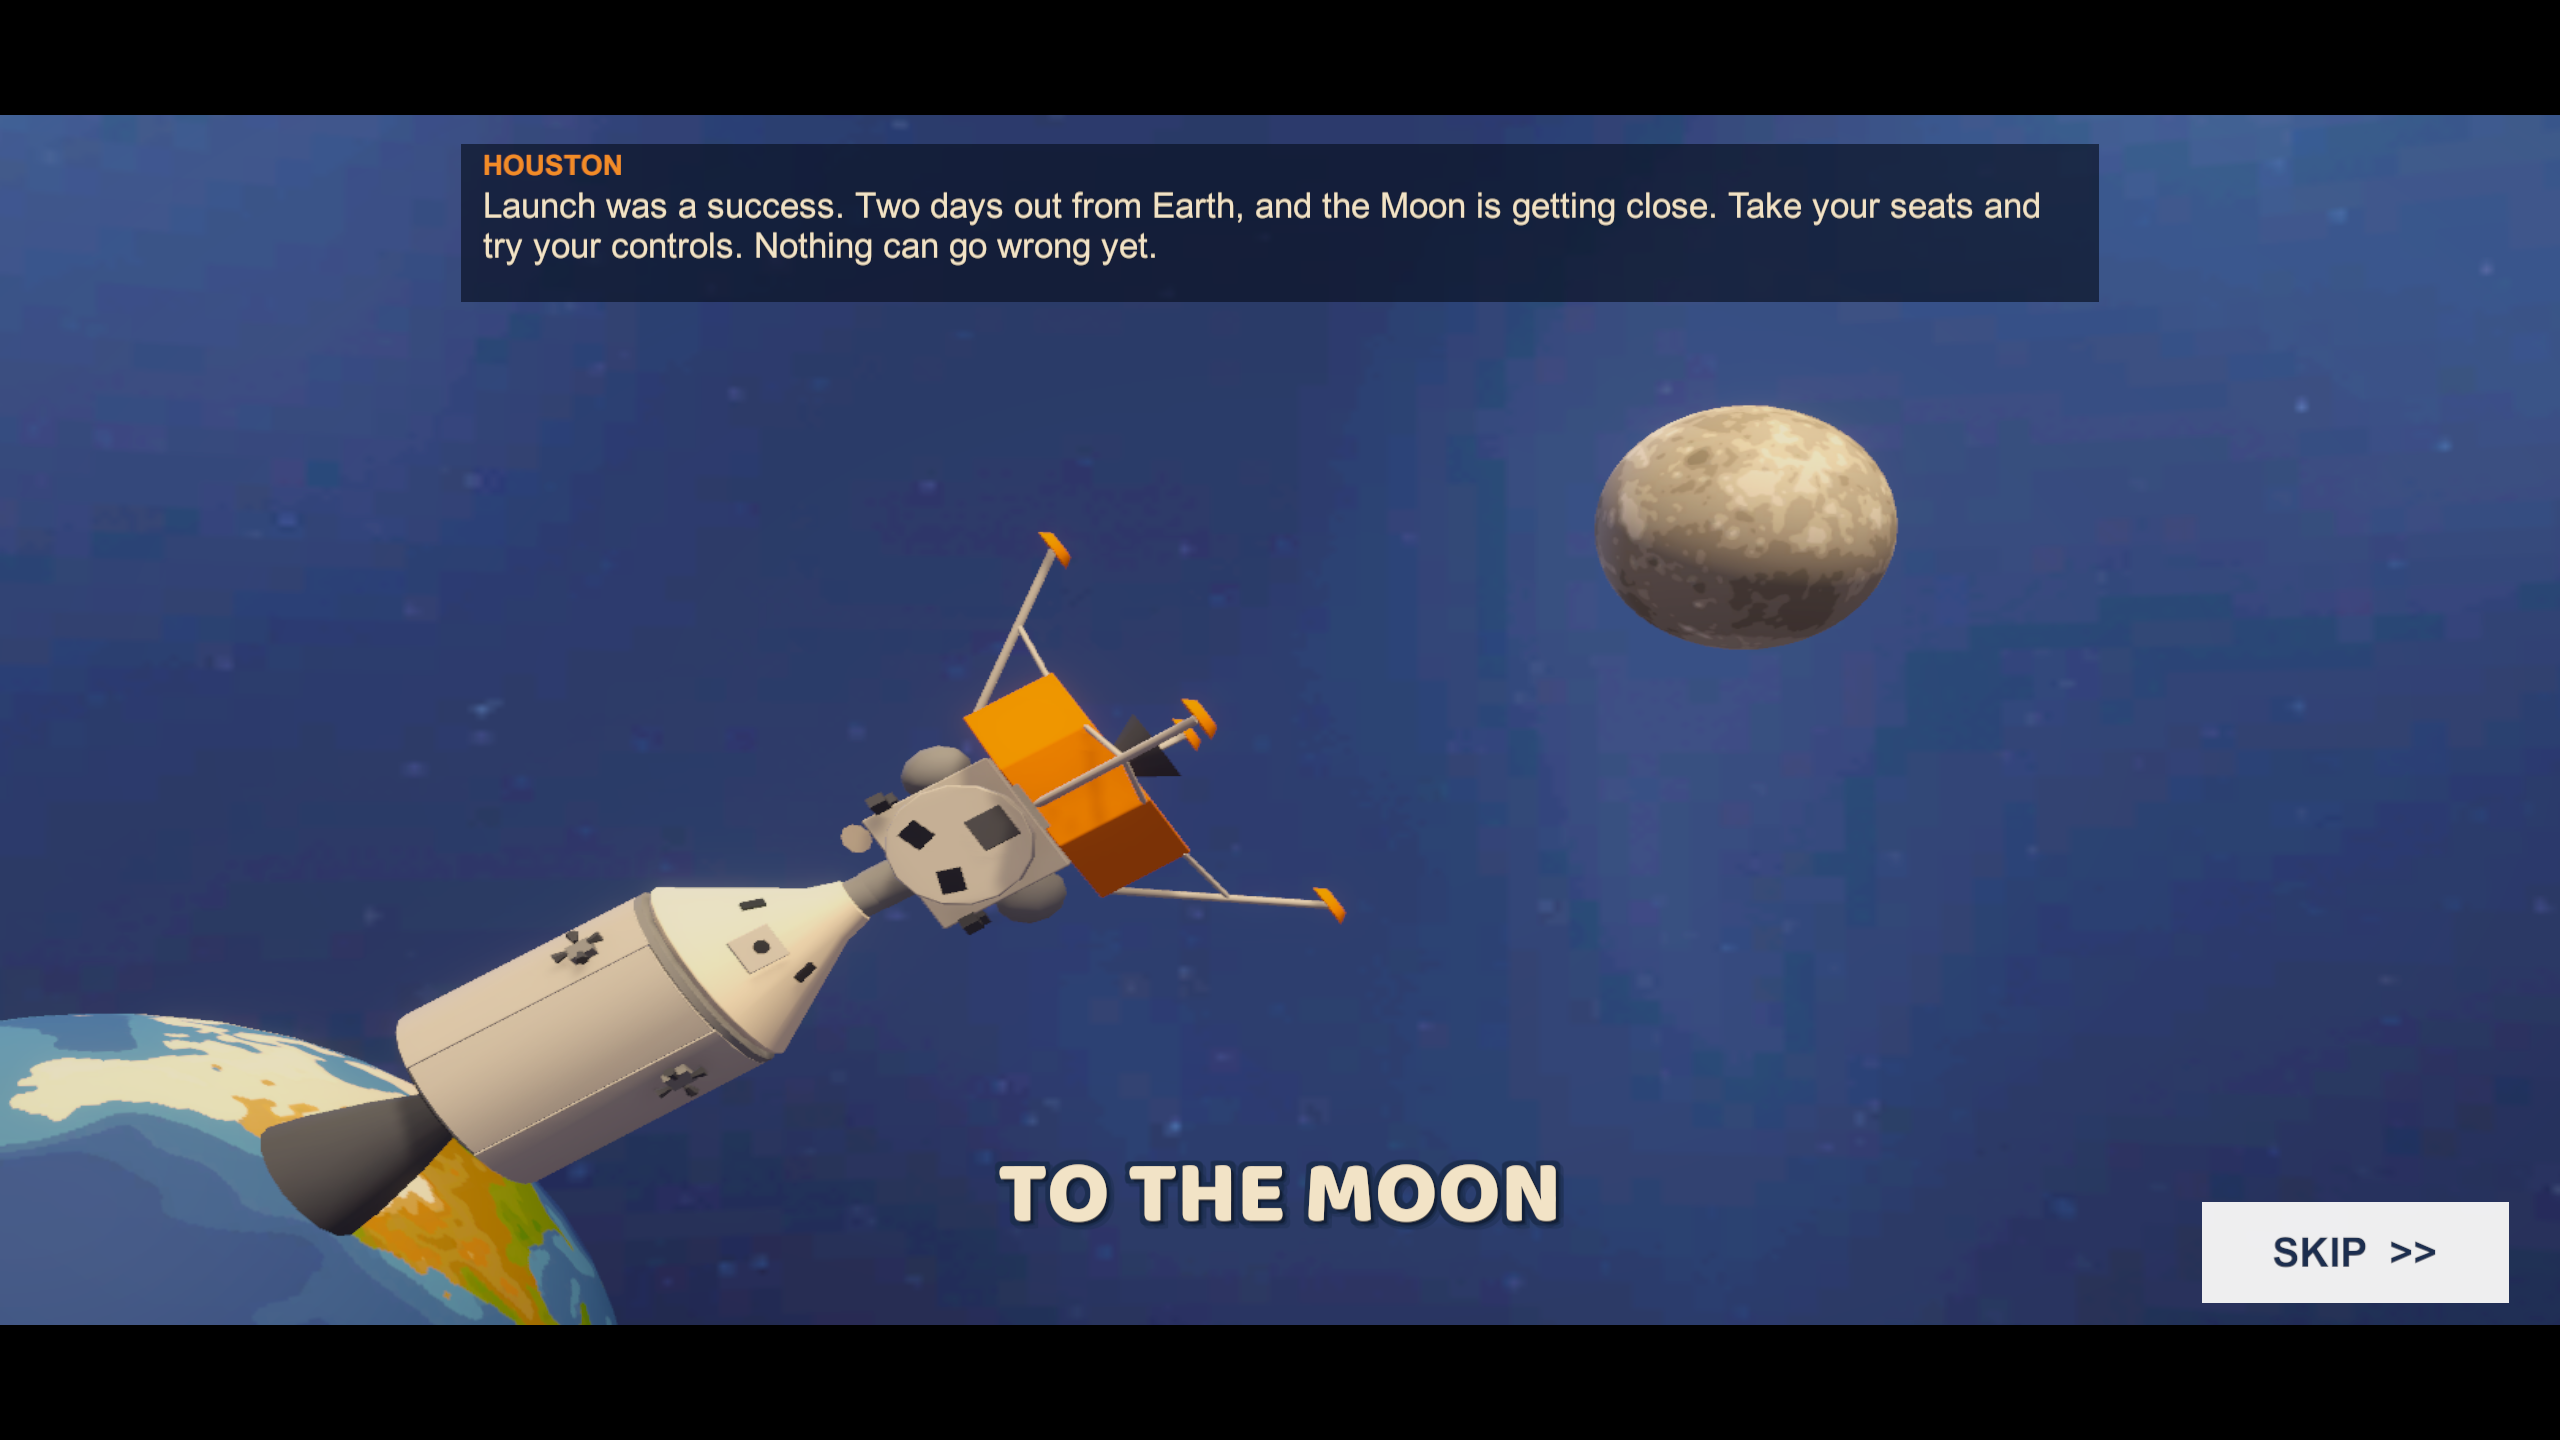 HOUSTON
Launch was a success. Two days out from Earth, and the Moon is getting close. Take your seats and
try your controls. Nothing can go wrong yet.
TO THE MOON
SKIP >>